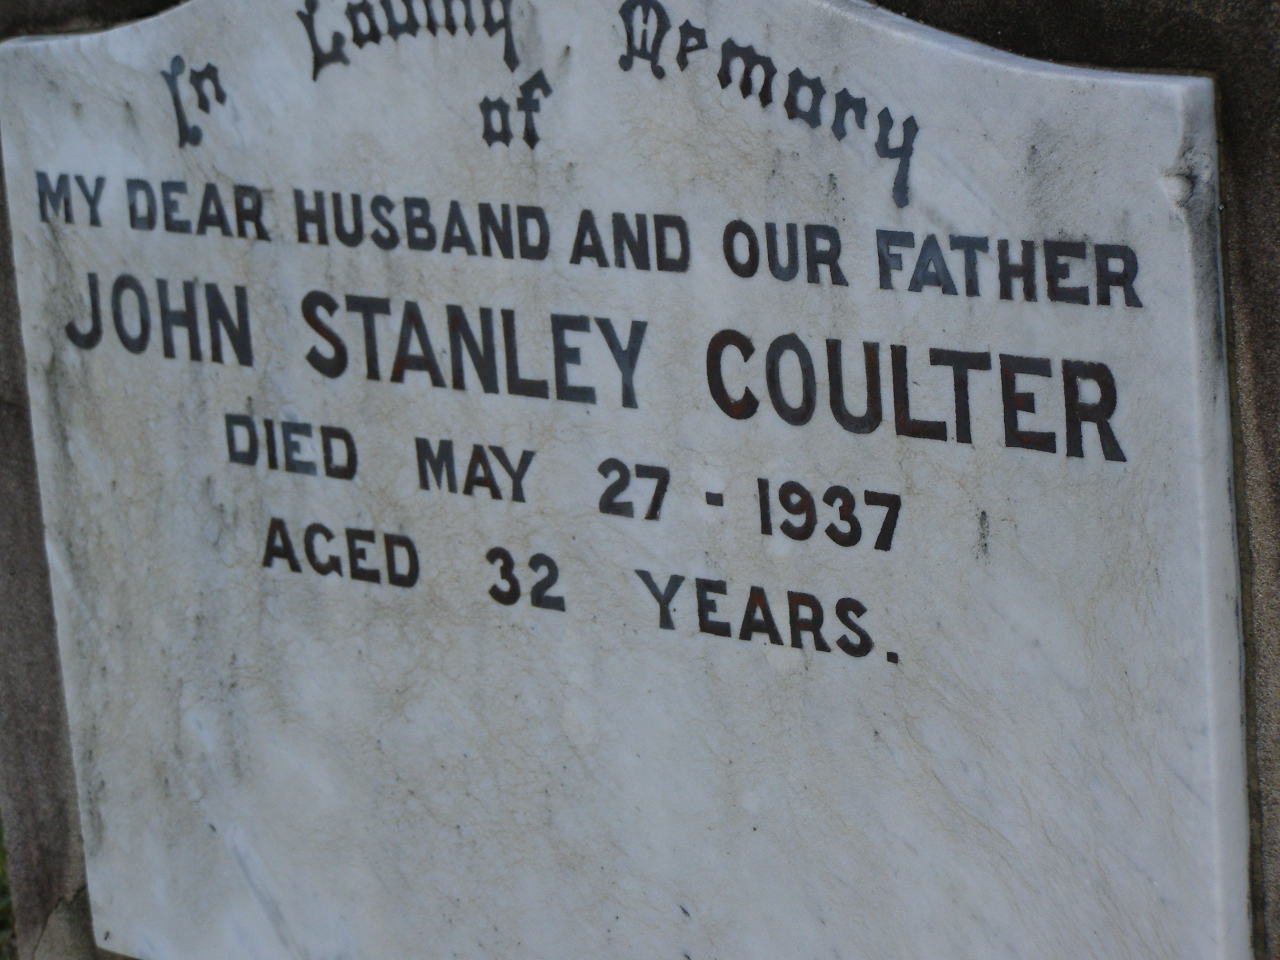 In Loving Memory
of
MY DEAR HUSBAND AND OUR FATHER
JOHN STANLEY COULTER
DIED MAY 27 - 1937
AGED 32 YEARS.